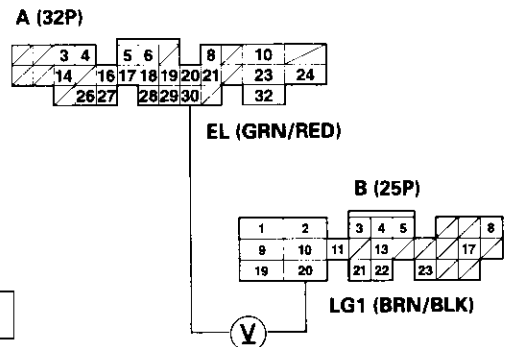 A (32P)
3 4 5 6 8 10
14 16 17 18 19 20 21 23 24
26 27 28 29 30 32
EL (GRN/RED)
B (25P)
1 2 3 4 5 8
9 10 11 13 17
19 20 21 22 23
LG1 (BRN/BLK)
V